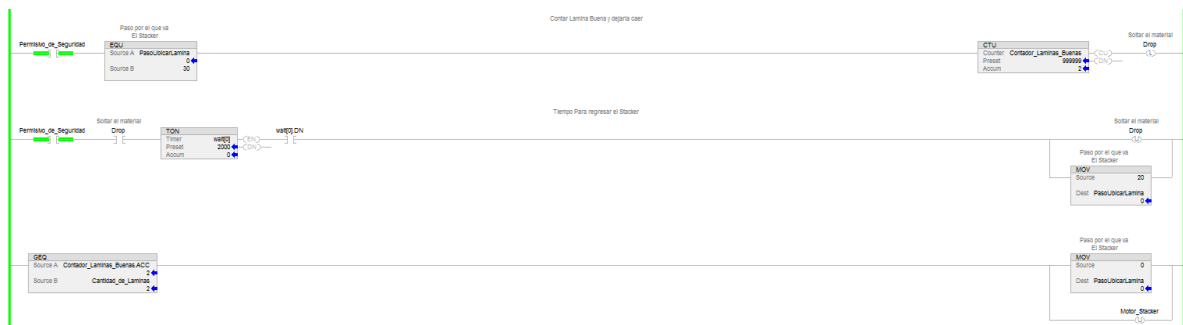 Contar Lamina Buena y dejarla caer
Paso por el que va
El Stacker
Permisivo_de_Seguridad
EQU
Source A PasoUbicarLamina
0
Source B 30
CTU
Counter Contador_Laminas_Buenas
Preset 999999
Accum 2
CU
DN
Soltar el material
Drop
L
Tiempo Para regresar el Stacker
Permisivo_de_Seguridad
Soltar el material
Drop
TON
Timer wait[0]
Preset 2000
Accum 0
EN
DN
wait[0].DN
Soltar el material
Drop
U
Paso por el que va
El Stacker
MOV
Source 20
Dest PasoUbicarLamina
0
GEQ
Source A Contador_Laminas_Buenas.ACC
2
Source B Cantidad_de_Laminas
2
Paso por el que va
El Stacker
MOV
Source 0
Dest PasoUbicarLamina
0
Motor_Stacker